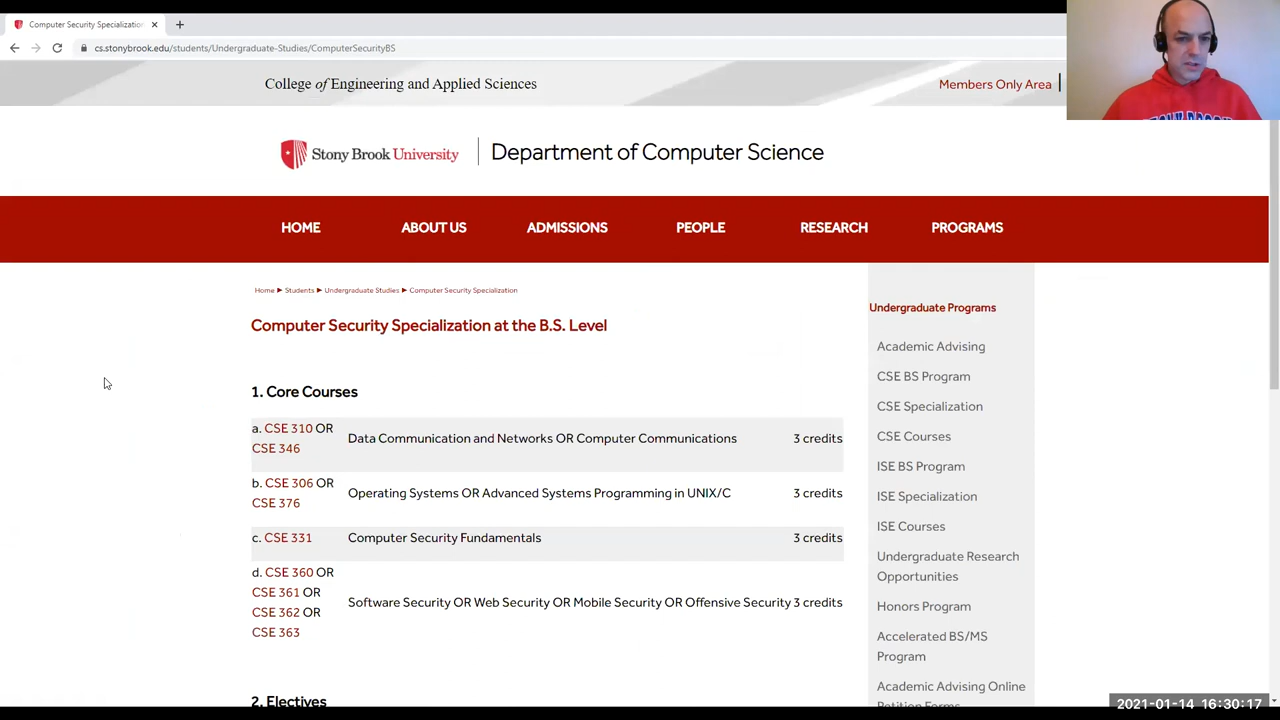 Computer Security Specializatio
cs.stonybrook.edu/students/Undergraduate-Studies/ComputerSecurityBS
College of Engineering and Applied Sciences
Members Only Area
Stony Brook University
Department of Computer Science
HOME
ABOUT US
ADMISSIONS
PEOPLE
RESEARCH
PROGRAMS
Home ▶ Students ▶ Undergraduate Studies ▶ Computer Security Specialization
Computer Security Specialization at the B.S. Level
1. Core Courses
a. CSE 310 OR
CSE 346
Data Communication and Networks OR Computer Communications
3 credits
b. CSE 306 OR
CSE 376
Operating Systems OR Advanced Systems Programming in UNIX/C
3 credits
c. CSE 331
Computer Security Fundamentals
3 credits
d. CSE 360 OR
CSE 361 OR
CSE 362 OR
CSE 363
Software Security OR Web Security OR Mobile Security OR Offensive Security 3 credits
2. Electives
Undergraduate Programs
Academic Advising
CSE BS Program
CSE Specialization
CSE Courses
ISE BS Program
ISE Specialization
ISE Courses
Undergraduate Research
Opportunities
Honors Program
Accelerated BS/MS
Program
Academic Advising Online
Petition Forms
STONY BROOK
2021-01-14 16:30:17